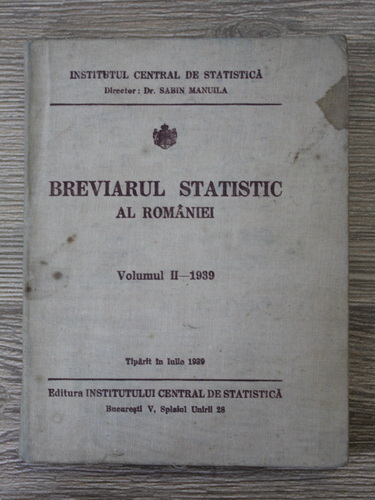 INSTITUTUL CENTRAL DE STATISTICĂ
Director: Dr. SABIN MANUILA
BREVIARUL STATISTIC
AL ROMÂNIEI
Volumul II—1939
Tipărit în Iulie 1939
Editura INSTITUTULUI CENTRAL DE STATISTICĂ
Bucureşti V, Splaiul Unirii 28